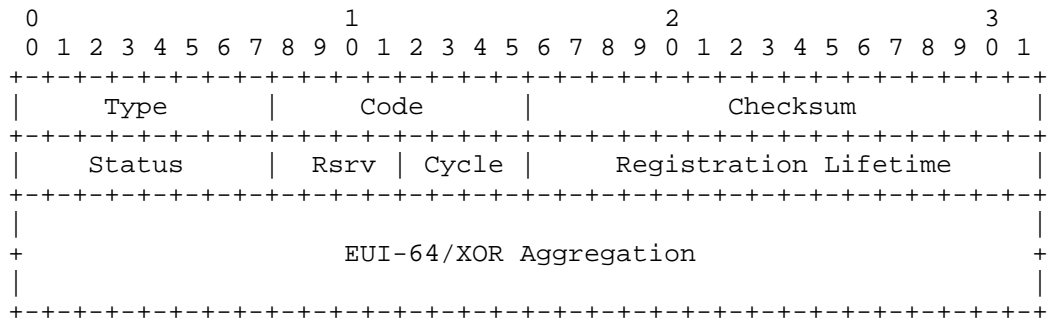 0                   1                   2                   3
 0 1 2 3 4 5 6 7 8 9 0 1 2 3 4 5 6 7 8 9 0 1 2 3 4 5 6 7 8 9 0 1
+-+-+-+-+-+-+-+-+-+-+-+-+-+-+-+-+-+-+-+-+-+-+-+-+-+-+-+-+-+-+-+-+
|     Type      |     Code      |            Checksum           |
+-+-+-+-+-+-+-+-+-+-+-+-+-+-+-+-+-+-+-+-+-+-+-+-+-+-+-+-+-+-+-+-+
|    Status     |  Rsrv | Cycle |     Registration Lifetime     |
+-+-+-+-+-+-+-+-+-+-+-+-+-+-+-+-+-+-+-+-+-+-+-+-+-+-+-+-+-+-+-+-+
|                                                               |
+                    EUI-64/XOR Aggregation                     +
|                                                               |
+-+-+-+-+-+-+-+-+-+-+-+-+-+-+-+-+-+-+-+-+-+-+-+-+-+-+-+-+-+-+-+-+